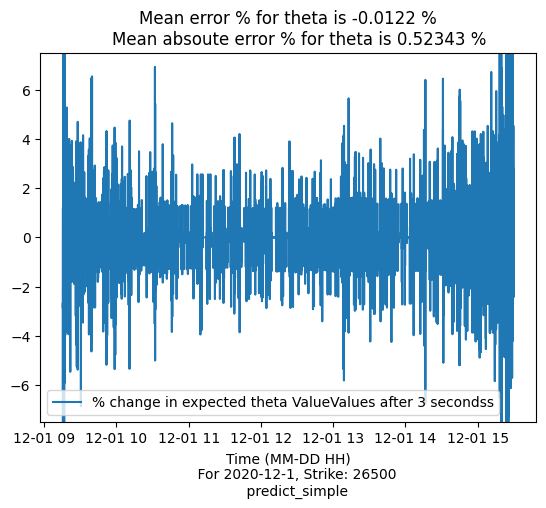 Mean error % for theta is -0.0122 %
Mean absoute error % for theta is 0.52343 %
6
4
2
0
−2
−4
−6
% change in expected theta ValueValues after 3 secondss
12-01 09 12-01 10 12-01 11 12-01 12 12-01 13 12-01 14 12-01 15
Time (MM-DD HH)
For 2020-12-1, Strike: 26500
predict_simple